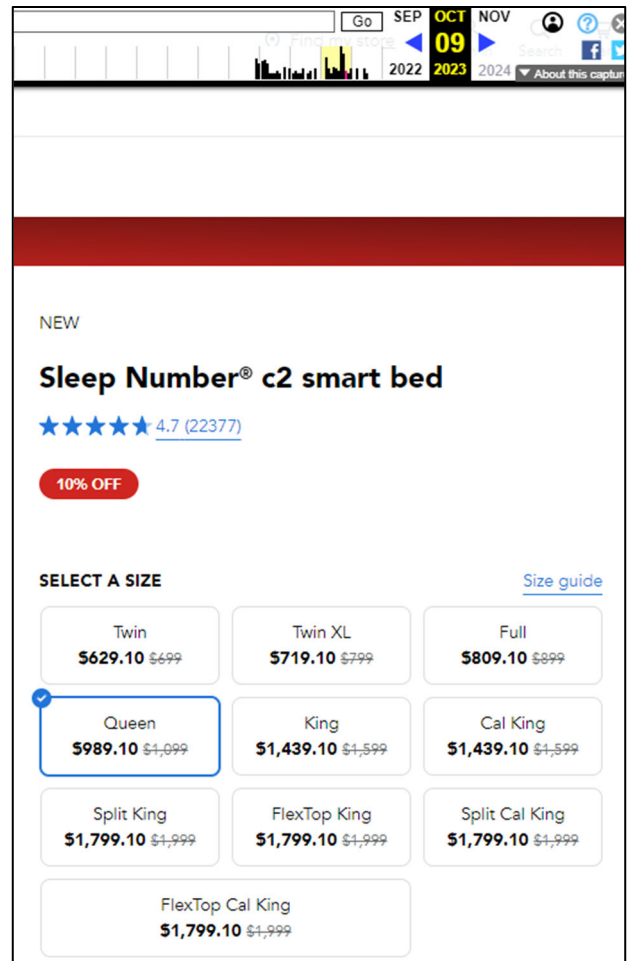 Go SEP OCT NOV
Find my store 09 Search
2022 2023 2024 About this capture
NEW
Sleep Number® c2 smart bed
4.7 (22377)
10% OFF
SELECT A SIZE Size guide
Twin Twin XL Full
$629.10 $699 $719.10 $799 $809.10 $899
Queen King Cal King
$989.10 $1,099 $1,439.10 $1,599 $1,439.10 $1,599
Split King FlexTop King Split Cal King
$1,799.10 $1,999 $1,799.10 $1,999 $1,799.10 $1,999
FlexTop Cal King
$1,799.10 $1,999